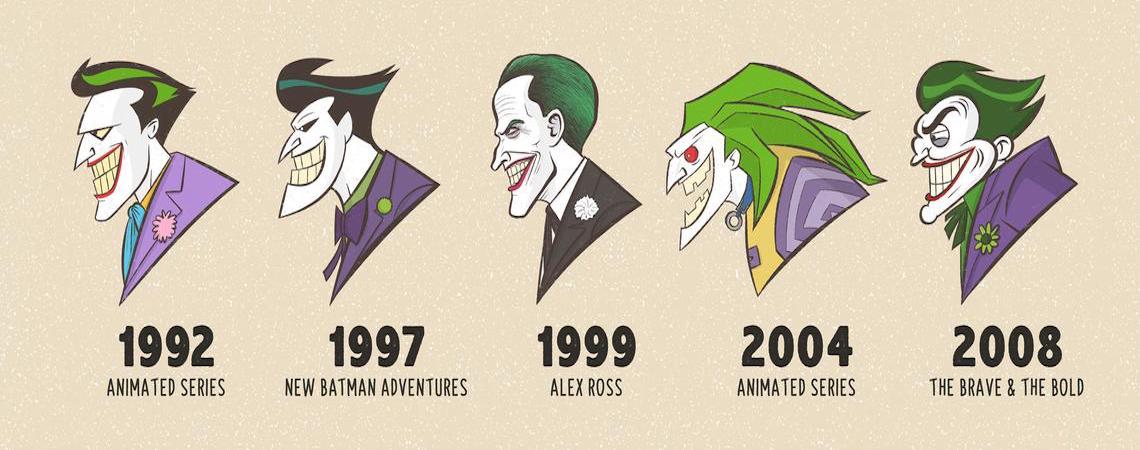 1992
ANIMATED SERIES
1997
NEW BATMAN ADVENTURES
1999
ALEX ROSS
2004
ANIMATED SERIES
2008
THE BRAVE & THE BOLD